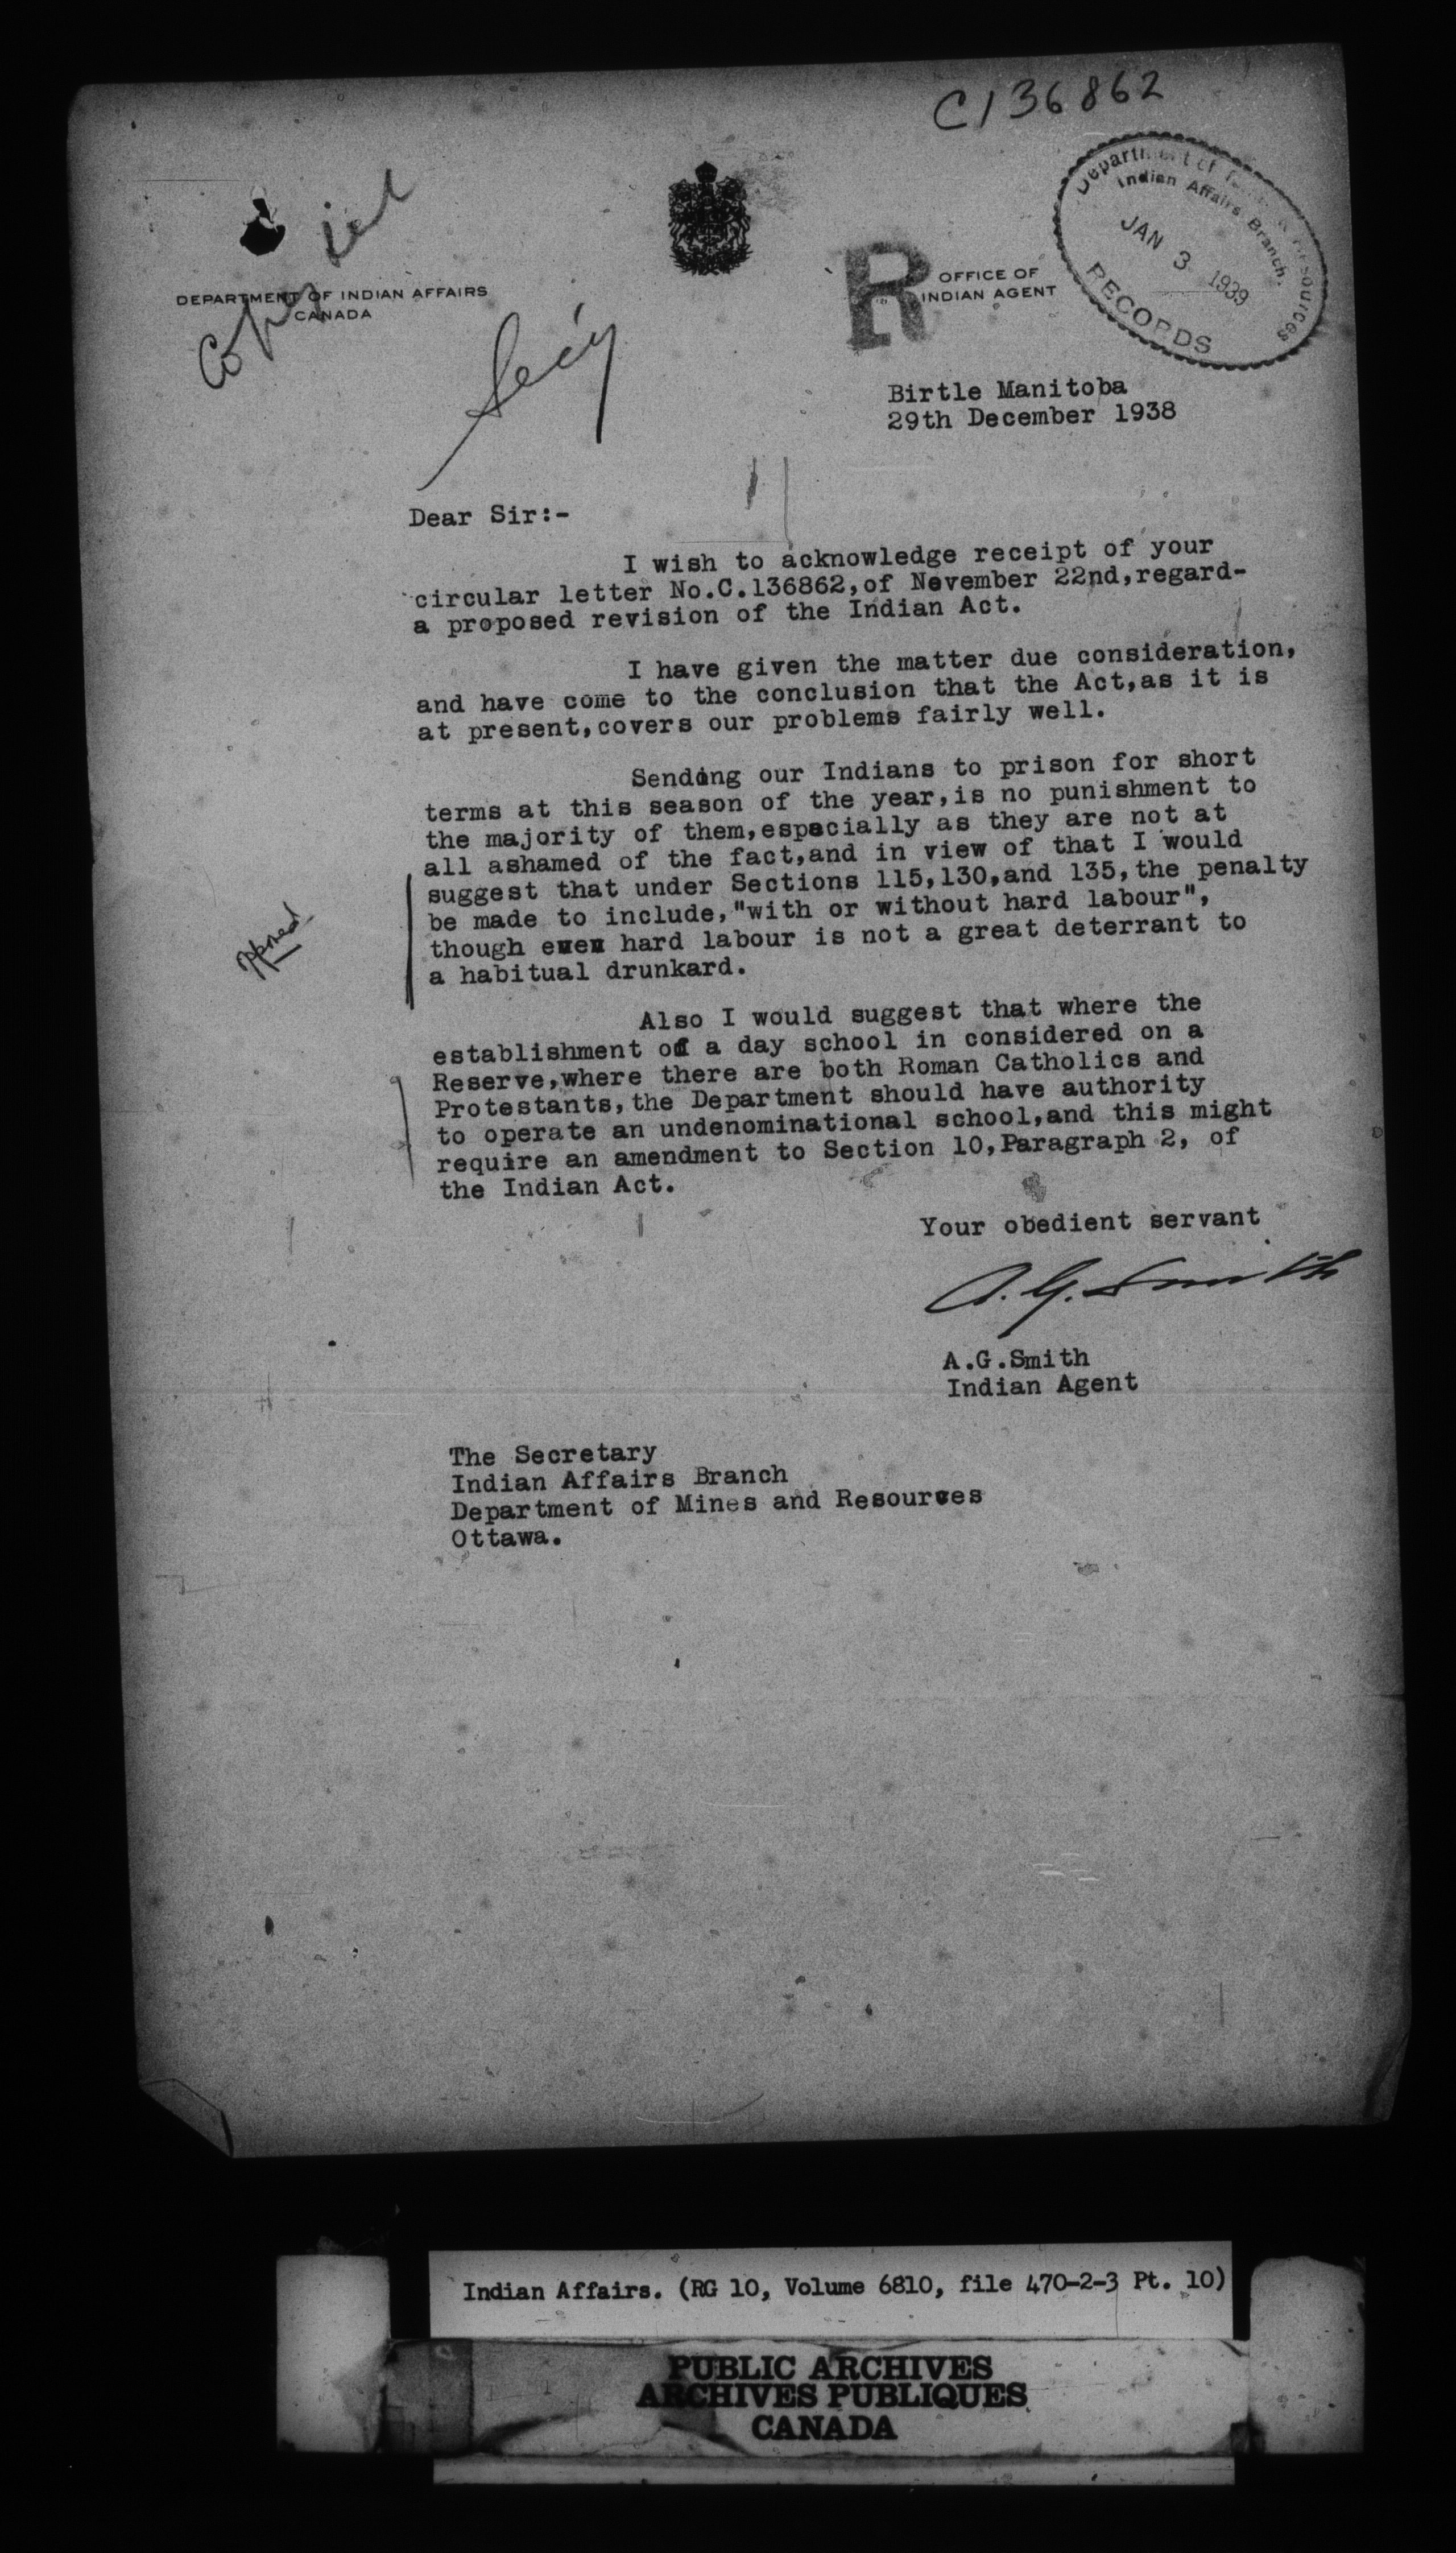 C136862
Department of
Indian Affairs Branch.
JAN 3 1939
RECORDS
Copied
DEPARTMENT OF INDIAN AFFAIRS
CANADA
R
OFFICE OF
INDIAN AGENT
Sec'y
Birtle Manitoba
29th December 1938
Dear Sir:-
I wish to acknowledge receipt of your
circular letter No.C.136862,of November 22nd,regard-
a proposed revision of the Indian Act.
I have given the matter due consideration,
and have come to the conclusion that the Act,as it is
at present,covers our problems fairly well.
Sending our Indians to prison for short
terms at this season of the year,is no punishment to
the majority of them,especially as they are not at
all ashamed of the fact,and in view of that I would
suggest that under Sections 115,130,and 135,the penalty
be made to include,"with or without hard labour",
though even hard labour is not a great deterrant to
a habitual drunkard.
Also I would suggest that where the
establishment of a day school in considered on a
Reserve,where there are both Roman Catholics and
Protestants,the Department should have authority
to operate an undenominational school,and this might
require an amendment to Section 10,Paragraph 2, of
the Indian Act.
Your obedient servant
A. G. Smith
A.G.Smith
Indian Agent
The Secretary
Indian Affairs Branch
Department of Mines and Resources
Ottawa.
Indian Affairs. (RG 10, Volume 6810, file 470-2-3 Pt. 10)
PUBLIC ARCHIVES
ARCHIVES PUBLIQUES
CANADA